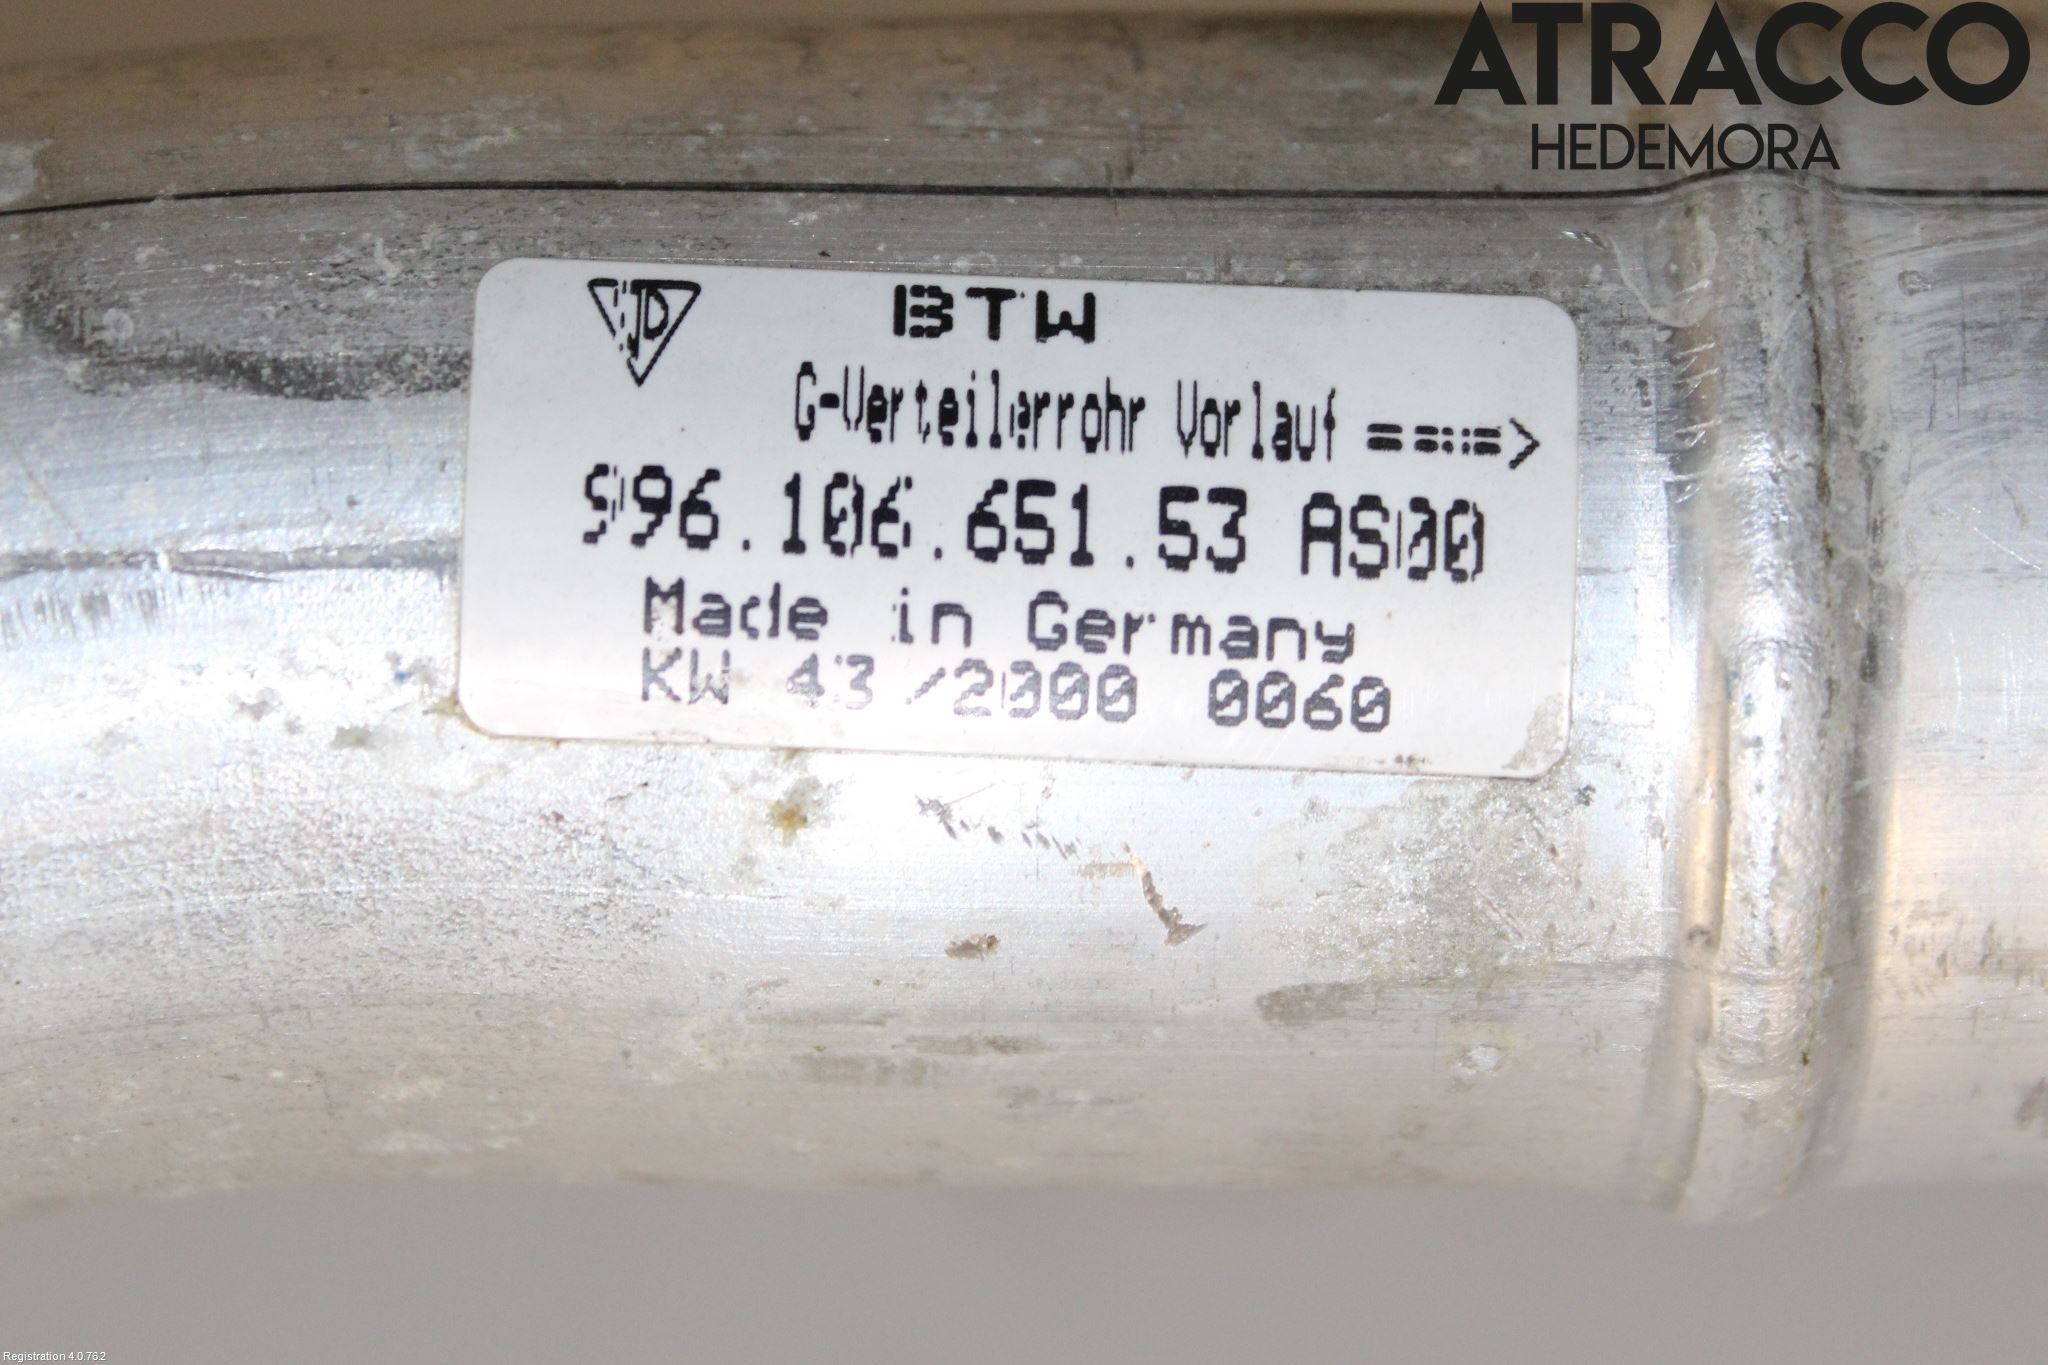 ATRACCO
HEDEMORA
BTW
G-Verteilerrohr Vorlauf ====>
996.106.651.53 AS00
Made in Germany
KW 43/2000 0060
Registration 4.0.762